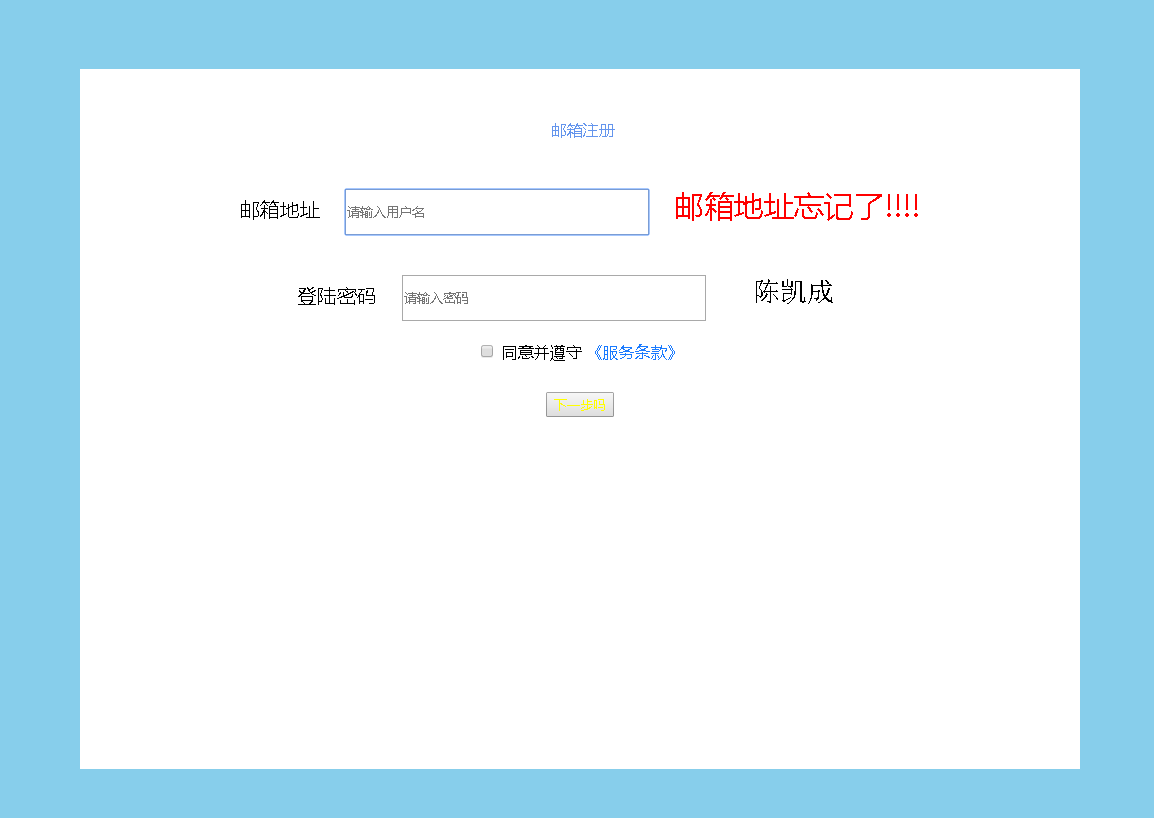 邮箱注册
邮箱地址 请输入用户名 邮箱地址忘记了!!!!
登陆密码 请输入密码 陈凯成
同意并遵守 《服务条款》
下一步吗